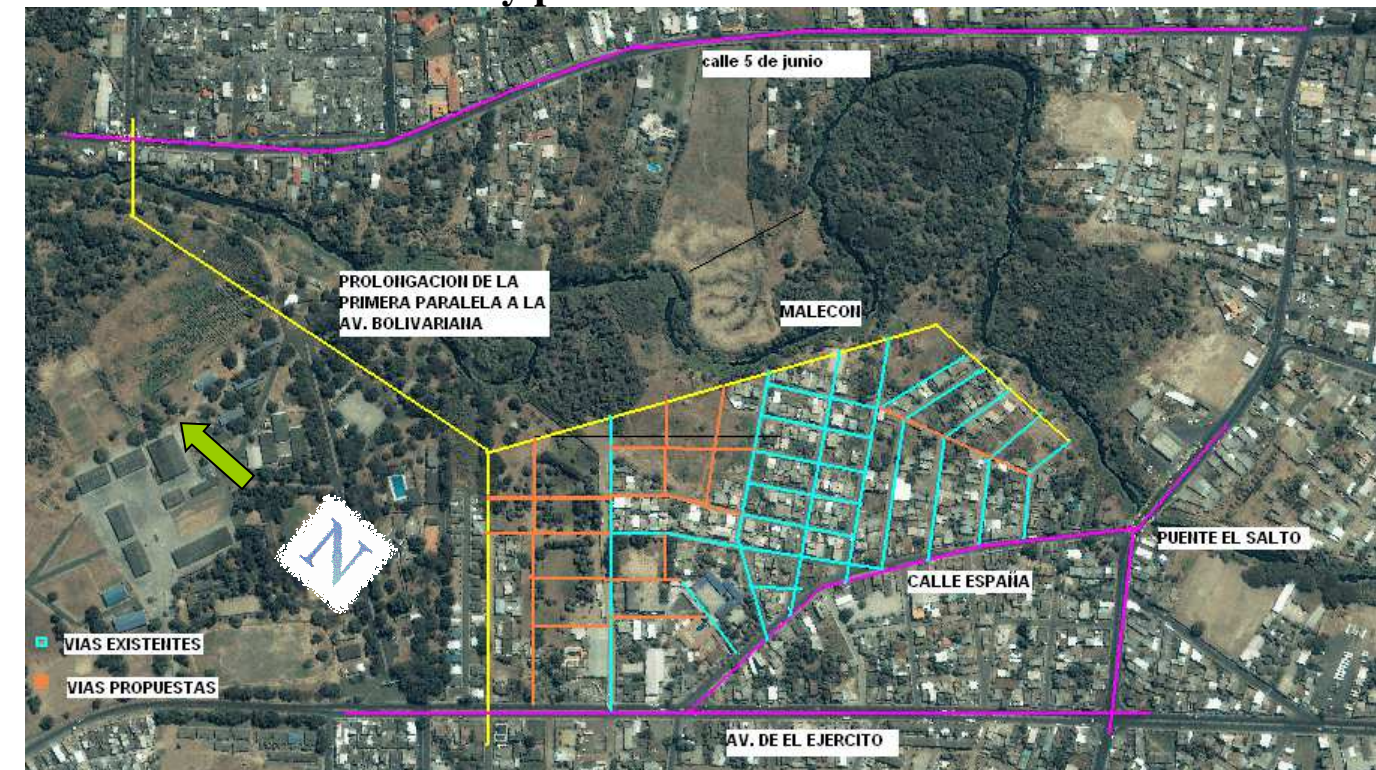 calle 5 de junio
PROLONGACION DE LA
PRIMERA PARALELA A LA
AV. BOLIVARIANA
MALECON
PUENTE EL SALTO
CALLE ESPAÑA
N
VIAS EXISTENTES
VIAS PROPUESTAS
AV. DE EL EJERCITO